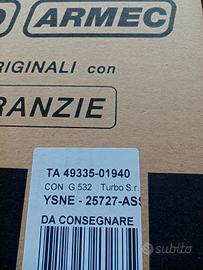 ARMEC
RIGINALI con
RANZIE
TA 49335-01940
CON G 532 Turbo S.r.
YSNE - 25727-ASS
DA CONSEGNARE
subito